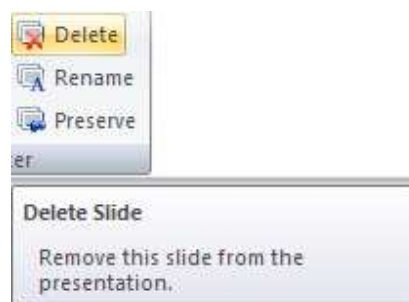 Delete
Rename
Preserve
er
Delete Slide
Remove this slide from the
presentation.